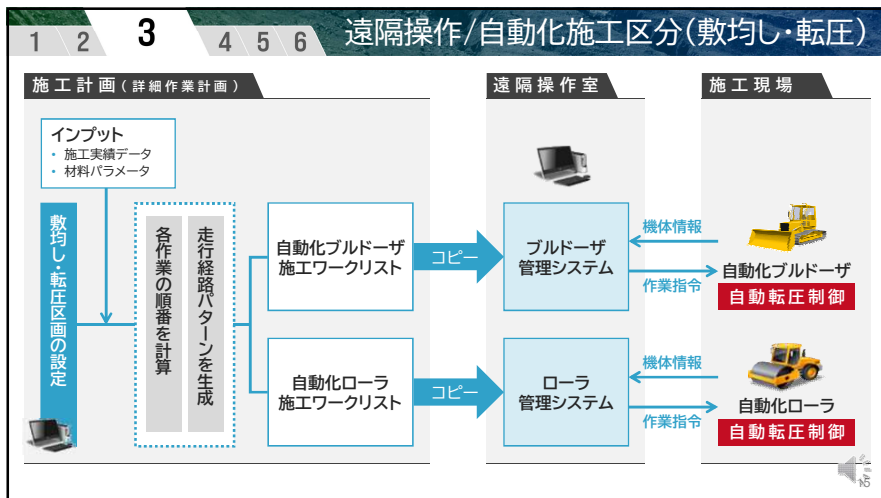 1 2 3 4 5 6
遠隔操作/自動化施工区分(敷均し・転圧)
施工計画(詳細作業計画)
インプット
・施工実績データ
・材料パラメータ
敷均し・転圧区画の設定
各作業の順番を計算
走行経路パターンを生成
自動化ブルドーザ
施工ワークリスト
自動化ローラ
施工ワークリスト
コピー
コピー
遠隔操作室
ブルドーザ
管理システム
ローラ
管理システム
機体情報
作業指令
機体情報
作業指令
施工現場
自動化ブルドーザ
自動転圧制御
自動化ローラ
自動転圧制御